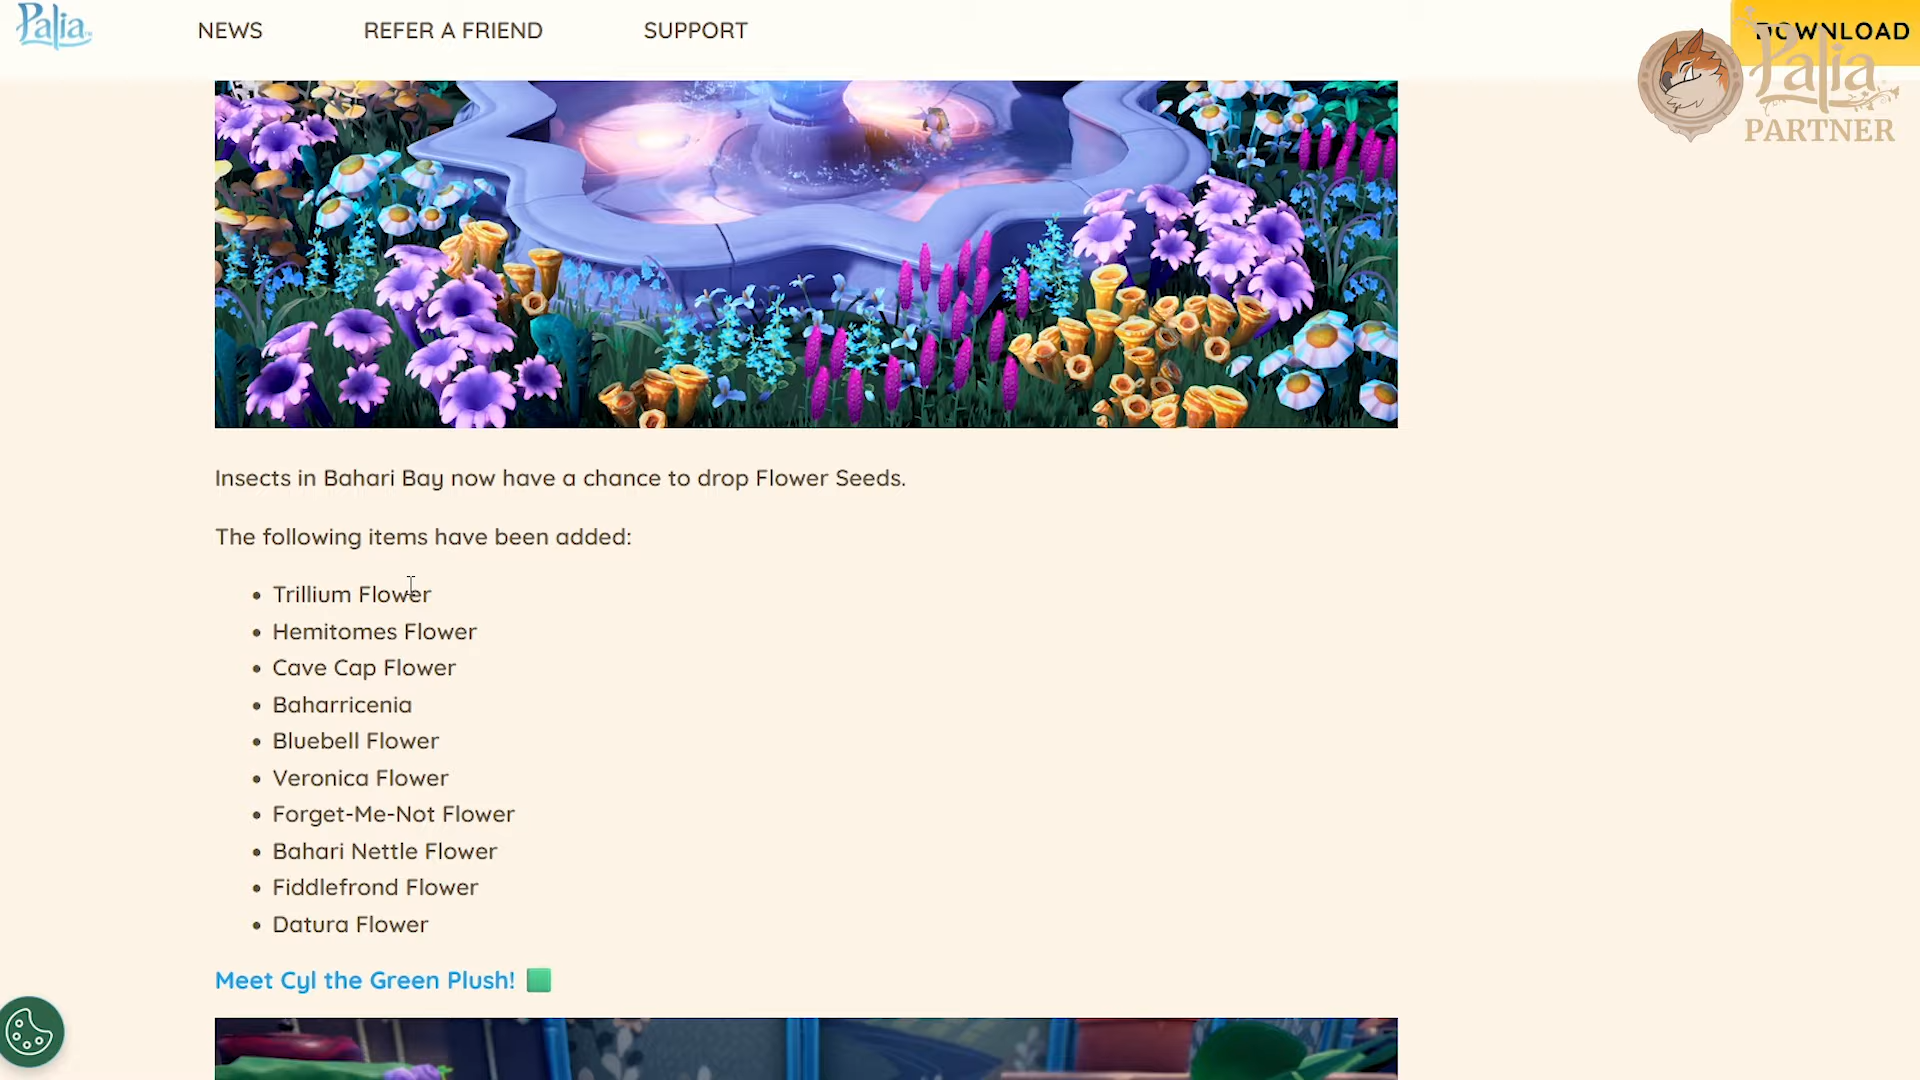 Palia
NEWS
REFER A FRIEND
SUPPORT
DOWNLOAD
Palia
PARTNER
Insects in Bahari Bay now have a chance to drop Flower Seeds.
The following items have been added:
Trillium Flower
Hemitomes Flower
Cave Cap Flower
Baharricenia
Bluebell Flower
Veronica Flower
Forget-Me-Not Flower
Bahari Nettle Flower
Fiddlefrond Flower
Datura Flower
Meet Cyl the Green Plush!